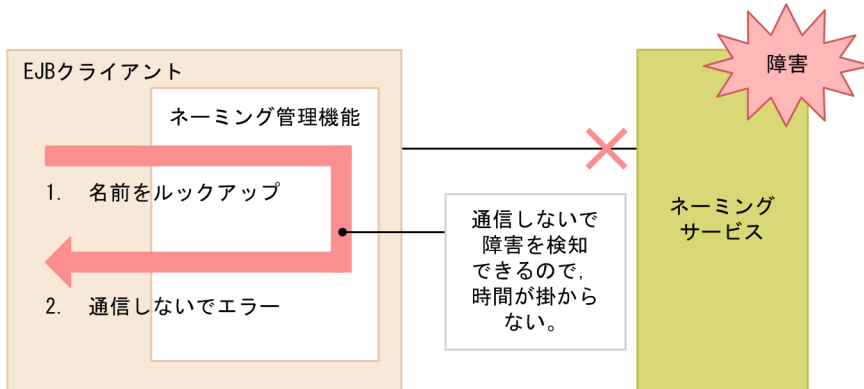 障害
EJBクライアント
ネーミング管理機能
1. 名前をルックアップ
通信しないで
障害を検知
できるので，
時間が掛から
ない。
ネーミング
サービス
2. 通信しないでエラー